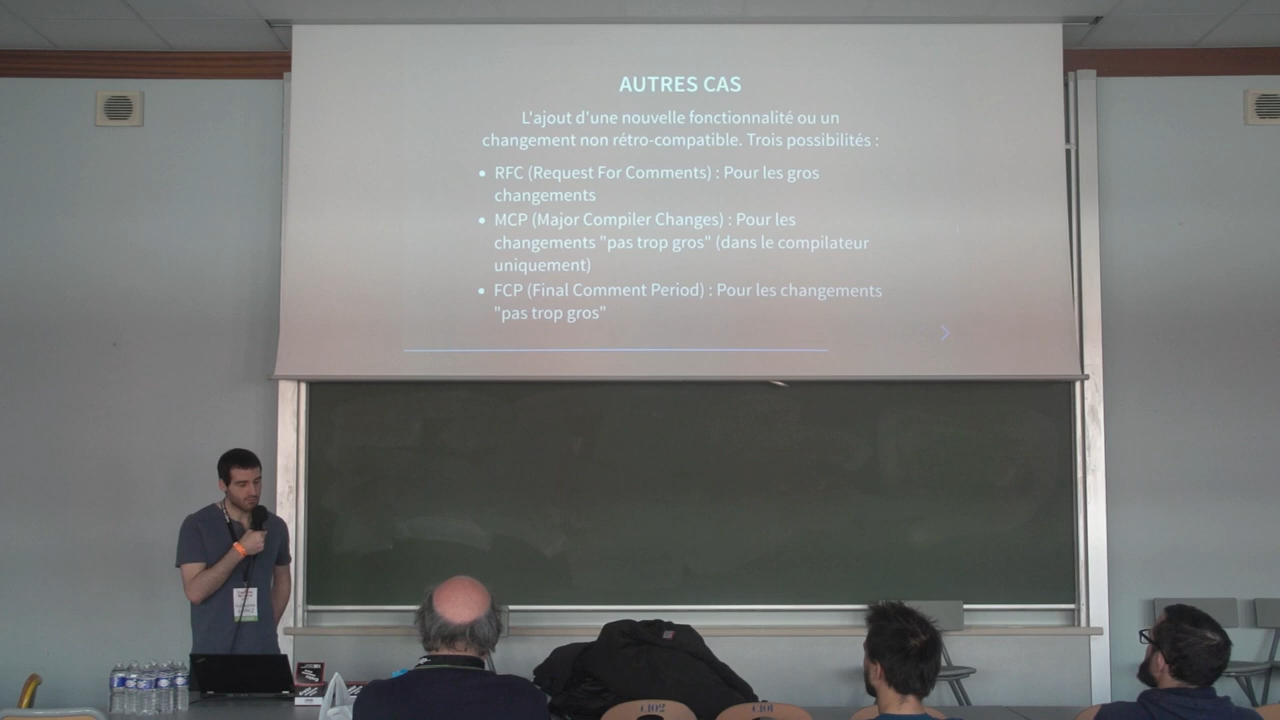 AUTRES CAS
L'ajout d'une nouvelle fonctionnalité ou un
changement non rétro-compatible. Trois possibilités :
• RFC (Request For Comments) : Pour les gros
changements
• MCP (Major Compiler Changes) : Pour les
changements "pas trop gros" (dans le compilateur
uniquement)
• FCP (Final Comment Period) : Pour les changements
"pas trop gros"